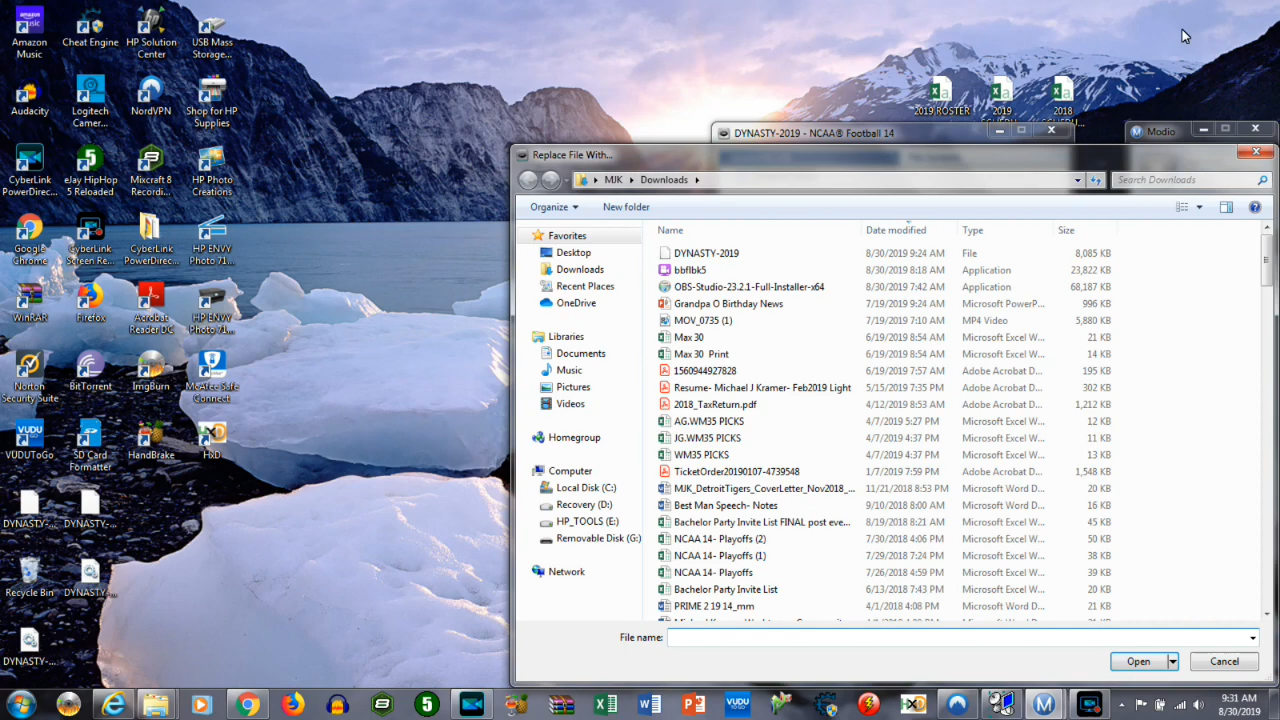 amazon music
Amazon Music
Cheat Engine
HP Solution Center
USB Mass Storage...
Audacity
Logitech Camer...
NordVPN
Shop for HP Supplies
CyberLink PowerDirec...
eJay HipHop 5 Reloaded
Mixcraft 8 Recordi...
HP Photo Creations
Google Chrome
CyberLink Screen Re...
CyberLink PowerDirec...
HP ENVY Photo 71...
WinRAR
Firefox
Acrobat Reader DC
HP ENVY Photo 71...
Norton Security Suite
BitTorrent
ImgBurn
McAfee Safe Connect
VUDUToGo
SD Card Formatter
HandBrake
HxD
DYNASTY-...
DYNASTY-...
Recycle Bin
DYNASTY-...
DYNASTY-...
2019 ROSTER
2019
2018
DYNASTY-2019 - NCAA® Football 14
Modio
Replace File With...
MJK
Downloads
Search Downloads
Organize
New folder
Favorites
Desktop
Downloads
Recent Places
OneDrive
Libraries
Documents
Music
Pictures
Videos
Homegroup
Computer
Local Disk (C:)
Recovery (D:)
HP_TOOLS (E:)
Removable Disk (G:)
Network
Name Date modified Type Size
DYNASTY-2019 8/30/2019 9:24 AM File 8,085 KB
bbflbk5 8/30/2019 8:18 AM Application 23,822 KB
OBS-Studio-23.2.1-Full-Installer-x64 8/30/2019 7:42 AM Application 68,187 KB
Grandpa O Birthday News 7/19/2019 9:24 AM Microsoft PowerP... 996 KB
MOV_0735 (1) 7/19/2019 7:10 AM MP4 Video 5,880 KB
Max 30 6/19/2019 8:54 AM Microsoft Excel W... 21 KB
Max 30 Print 6/19/2019 8:54 AM Microsoft Excel W... 14 KB
1560944927828 6/19/2019 7:57 AM Adobe Acrobat D... 195 KB
Resume- Michael J Kramer- Feb2019 Light 5/15/2019 7:35 PM Adobe Acrobat D... 302 KB
2018_TaxReturn.pdf 4/12/2019 8:53 AM Adobe Acrobat D... 1,212 KB
AG.WM35 PICKS 4/7/2019 5:27 PM Microsoft Excel W... 12 KB
JG.WM35 PICKS 4/7/2019 4:37 PM Microsoft Excel W... 11 KB
WM35 PICKS 4/7/2019 4:37 PM Microsoft Excel W... 13 KB
TicketOrder20190107-4739548 1/7/2019 7:59 PM Adobe Acrobat D... 1,548 KB
MJK_DetroitTigers_CoverLetter_Nov2018_... 11/21/2018 8:53 PM Microsoft Word D... 20 KB
Best Man Speech- Notes 9/10/2018 8:00 AM Microsoft Word D... 16 KB
Bachelor Party Invite List FINAL post eve... 8/19/2018 8:21 AM Microsoft Excel W... 45 KB
NCAA 14- Playoffs (2) 7/30/2018 4:06 PM Microsoft Excel W... 50 KB
NCAA 14- Playoffs (1) 7/29/2018 7:24 PM Microsoft Excel W... 38 KB
NCAA 14- Playoffs 7/26/2018 4:59 PM Microsoft Excel W... 39 KB
Bachelor Party Invite List 6/13/2018 7:43 PM Microsoft Excel W... 20 KB
PRIME 2 19 14_mm 4/1/2018 4:08 PM Microsoft Word D... 21 KB
File name:
Open
Cancel
9:31 AM
8/30/2019